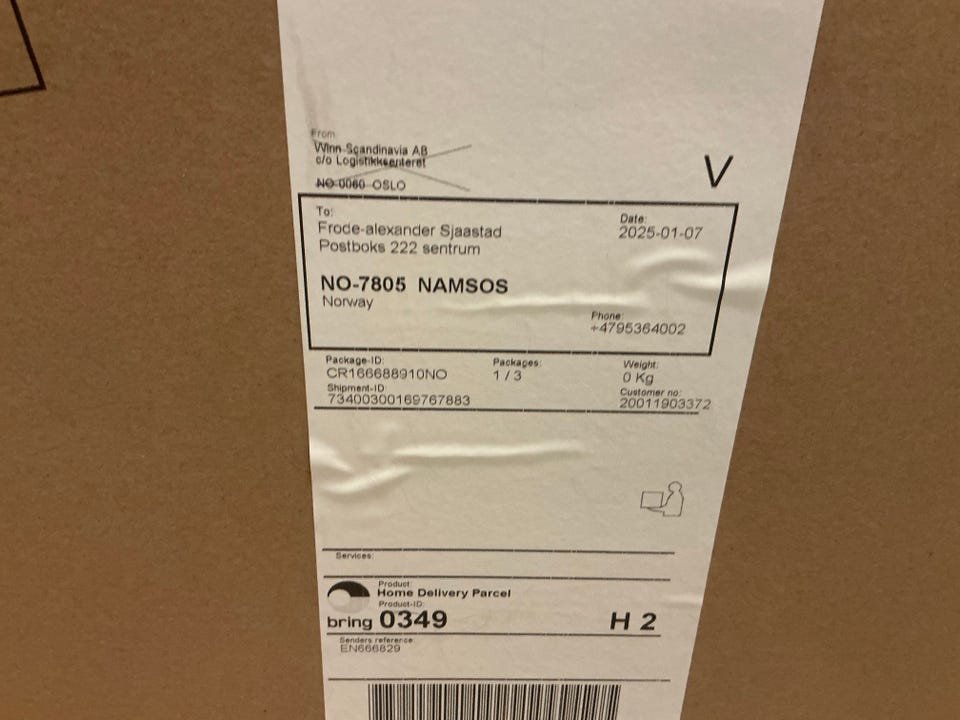 From
Winn Scandinavia AB
c/o Logistikksenteret
NO-0060 OSLO
V
To:
Frode-alexander Sjaastad
Postboks 222 sentrum
NO-7805 NAMSOS
Norway
Date:
2025-01-07
Phone:
+4795364002
Package-ID:
CR166688910NO
Packages:
1 / 3
Weight:
0 Kg
Shipment-ID:
73400300169767883
Customer no:
20011903372
Services:
Product:
Home Delivery Parcel
Product-ID:
bring 0349
H 2
Senders reference:
EN666829